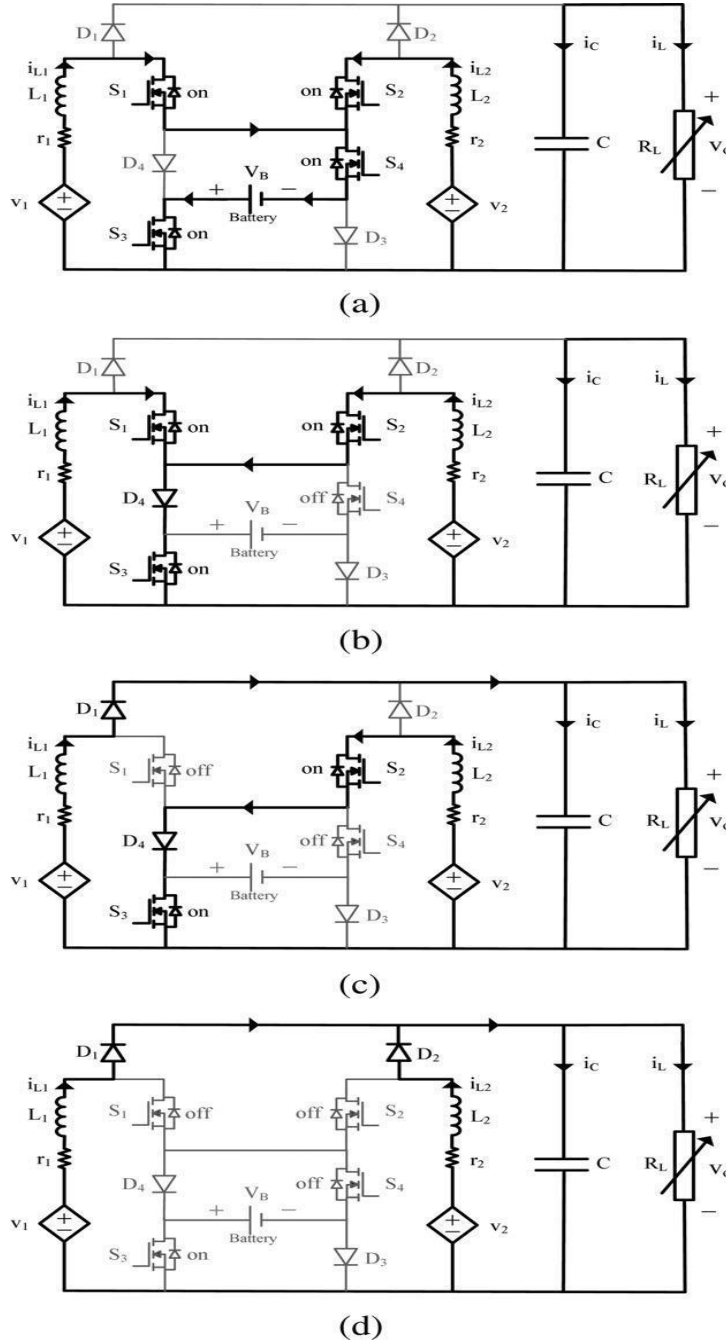 D1 D2
iL1 iL2 iC iL
L1 S1 on on S2 L2
r1 r2 C RL +
D4 on S4
v1 + VB − v2 −
Battery
S3 on D3
(a)
D1 D2
iL1 iL2 iC iL
L1 S1 on on S2 L2 +
r1 r2 C RL
D4 off S4
v1 + VB − v2 −
Battery
S3 on D3
(b)
D1 D2
iL1 iL2 iC iL
L1 S1 off on S2 L2 +
r1 r2 C RL
D4 off S4
v1 + VB − v2 −
Battery
S3 on D3
(c)
D1 D2
iL1 iL2 iC iL
L1 S1 off off S2 L2 +
r1 r2 C RL
D4 off S4
v1 + VB − v2 −
Battery
S3 on D3
(d)